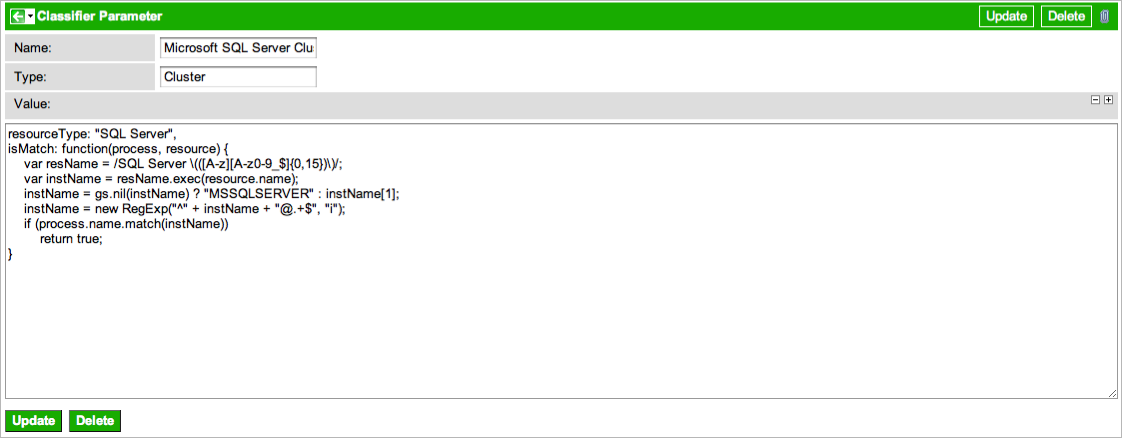 Classifier Parameter Update Delete
Name: Microsoft SQL Server Clu
Type: Cluster
Value:
resourceType: "SQL Server",
isMatch: function(process, resource) {
    var resName = /SQL Server \(([A-z][A-z0-9_$]{0,15})\)/;
    var instName = resName.exec(resource.name);
    instName = gs.nil(instName) ? "MSSQLSERVER" : instName[1];
    instName = new RegExp("^" + instName + "@.+$", "i");
    if (process.name.match(instName))
        return true;
}
Update Delete